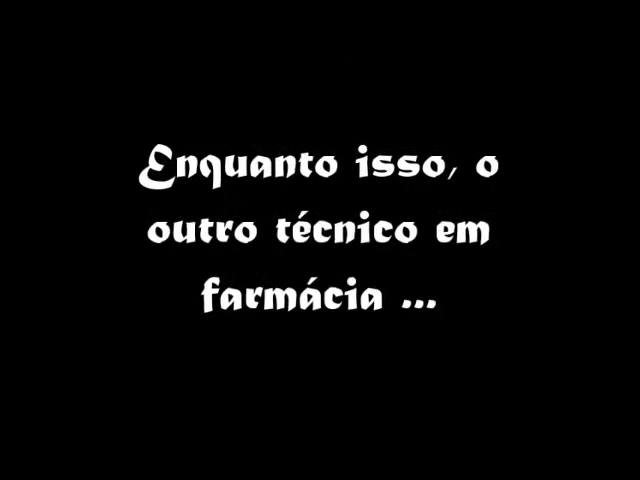 Enquanto isso, o
outro técnico em
farmácia ...